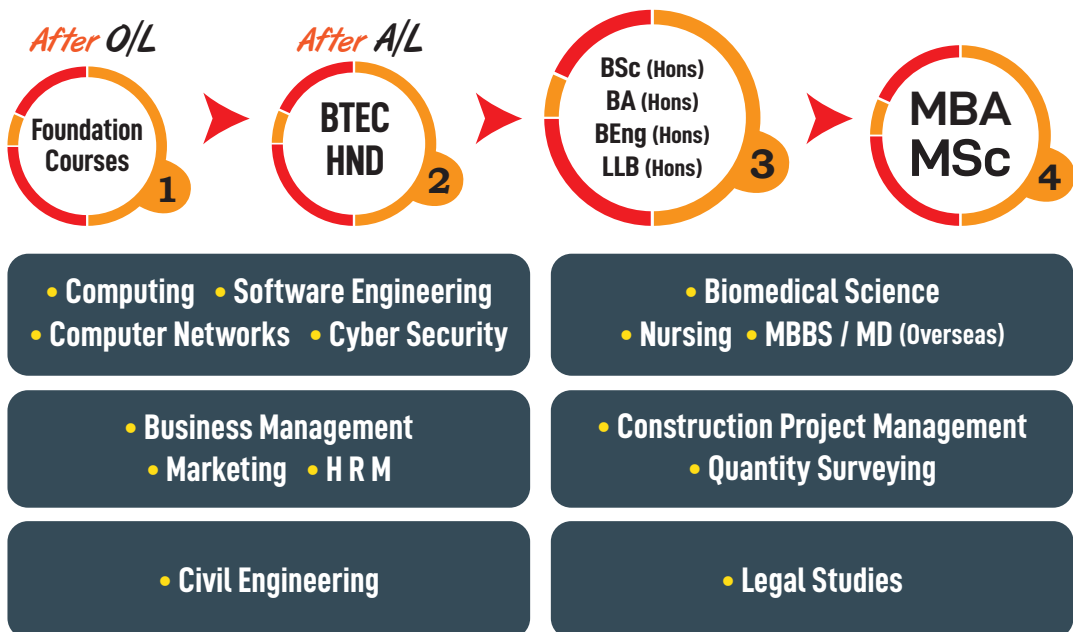 After O/L
Foundation
Courses
1
After A/L
BTEC
HND
2
BSc (Hons)
BA (Hons)
BEng (Hons)
LLB (Hons)
3
MBA
MSc
4
• Computing • Software Engineering
• Computer Networks • Cyber Security
• Biomedical Science
• Nursing • MBBS / MD (Overseas)
• Business Management
• Marketing • H R M
• Construction Project Management
• Quantity Surveying
• Civil Engineering
• Legal Studies